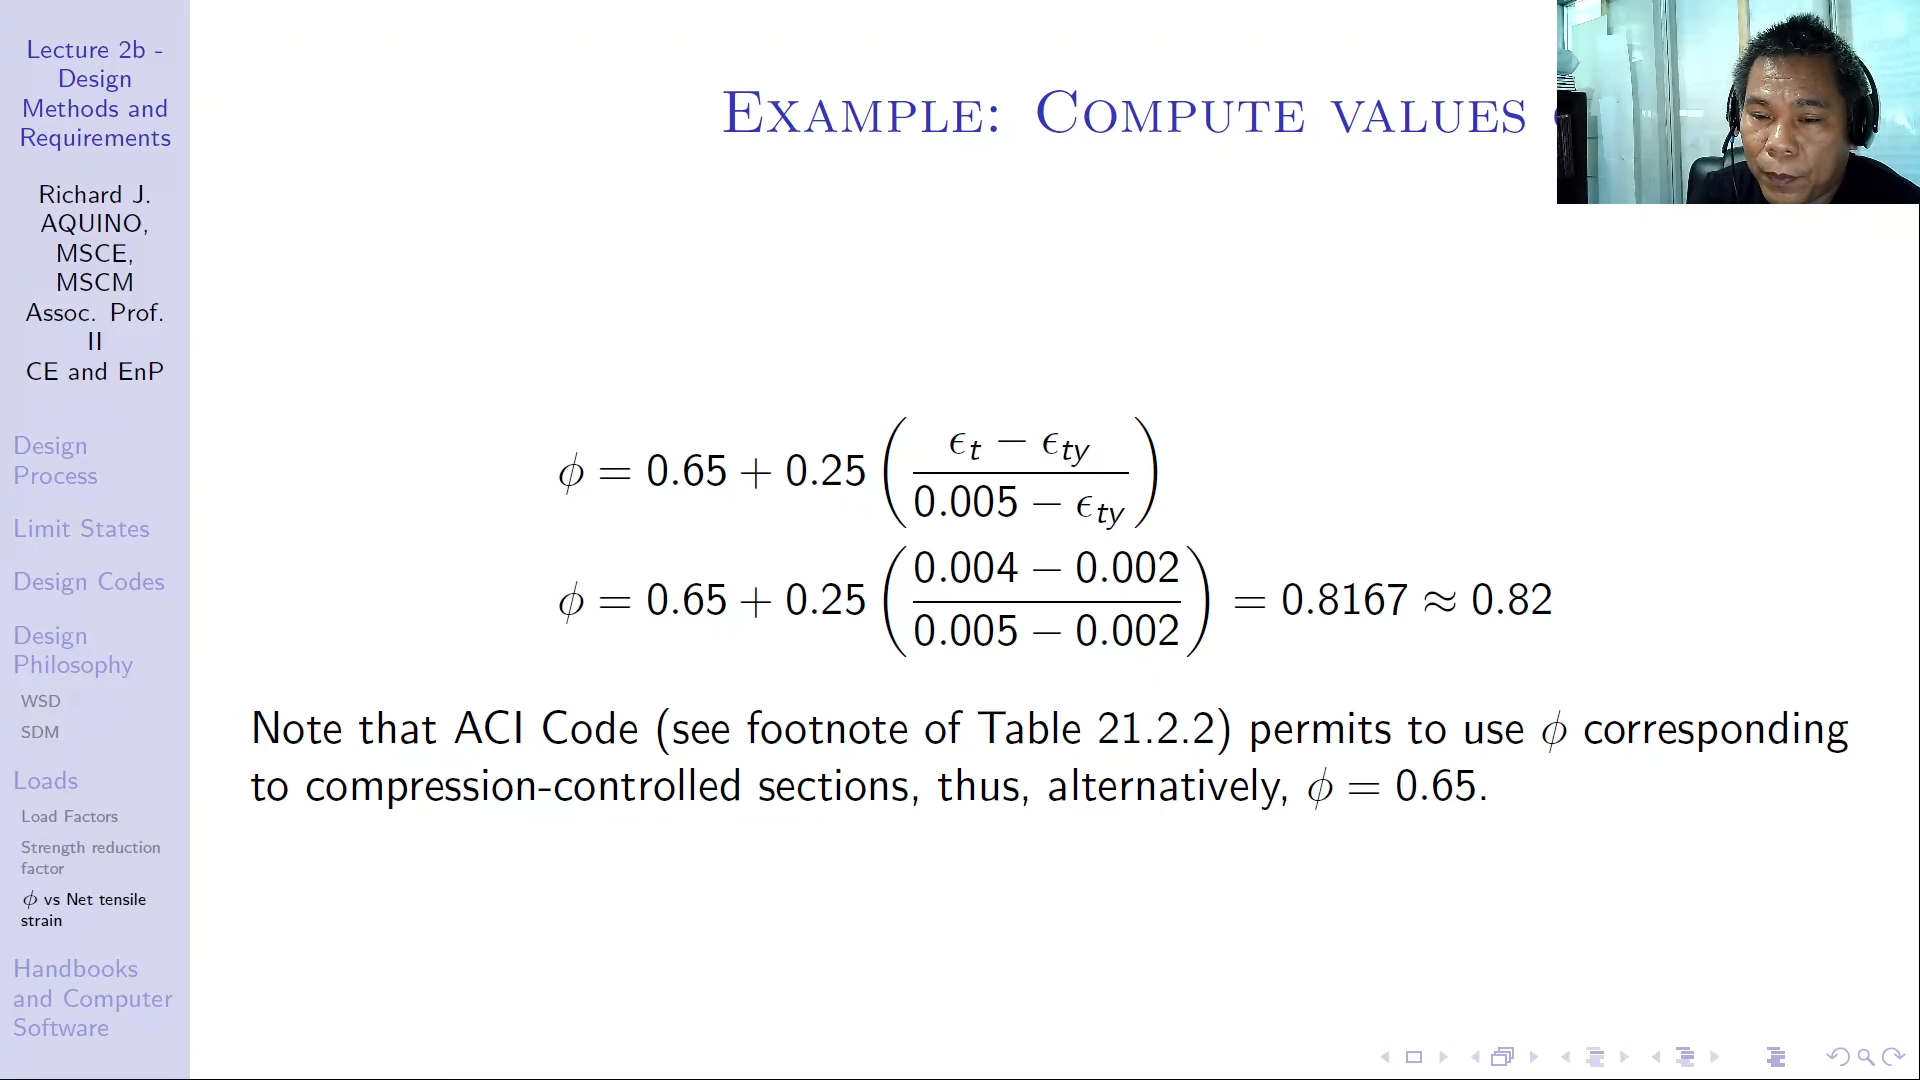 Lecture 2b -
Design
Methods and
Requirements
Richard J.
AQUINO,
MSCE,
MSCM
Assoc. Prof.
II
CE and EnP
Design
Process
Limit States
Design Codes
Design
Philosophy
WSD
SDM
Loads
Load Factors
Strength reduction
factor
ϕ vs Net tensile
strain
Handbooks
and Computer
Software
Example: Compute values
ϕ = 0.65 + 0.25 (ϵt − ϵty / 0.005 − ϵty)
ϕ = 0.65 + 0.25 (0.004 − 0.002 / 0.005 − 0.002) = 0.8167 ≈ 0.82
Note that ACI Code (see footnote of Table 21.2.2) permits to use ϕ corresponding
to compression-controlled sections, thus, alternatively, ϕ = 0.65.